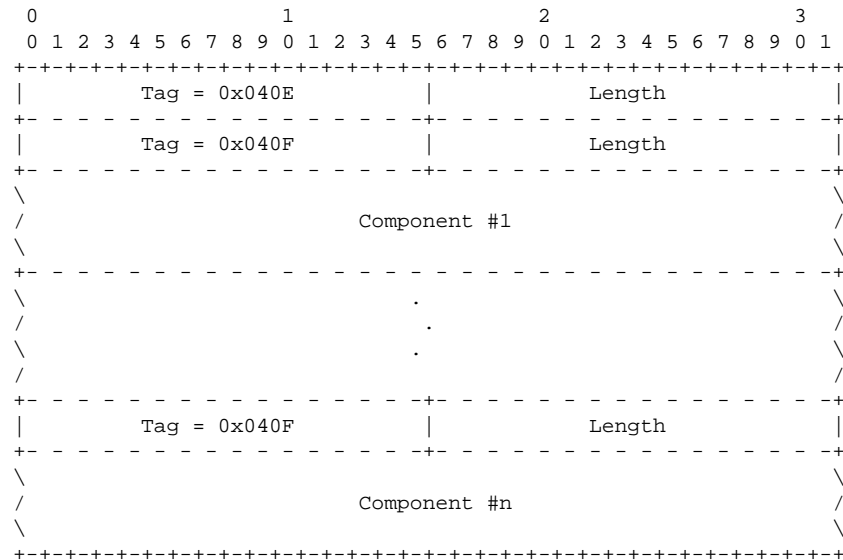 0                   1                   2                   3
 0 1 2 3 4 5 6 7 8 9 0 1 2 3 4 5 6 7 8 9 0 1 2 3 4 5 6 7 8 9 0 1
+-+-+-+-+-+-+-+-+-+-+-+-+-+-+-+-+-+-+-+-+-+-+-+-+-+-+-+-+-+-+-+-+
|         Tag = 0x040E          |            Length             |
+- - - - - - - - - - - - - - - -+- - - - - - - - - - - - - - - -+
|         Tag = 0x040F          |            Length             |
+- - - - - - - - - - - - - - - -+- - - - - - - - - - - - - - - -+
\                                                               \
/                          Component #1                         /
\                                                               \
+- - - - - - - - - - - - - - - - - - - - - - - - - - - - - - - -+
\                              .                                \
/                               .                               /
\                              .                                \
/                                                               /
+- - - - - - - - - - - - - - - -+- - - - - - - - - - - - - - - -+
|         Tag = 0x040F          |            Length             |
+- - - - - - - - - - - - - - - -+- - - - - - - - - - - - - - - -+
\                                                               \
/                          Component #n                         /
\                                                               \
+-+-+-+-+-+-+-+-+-+-+-+-+-+-+-+-+-+-+-+-+-+-+-+-+-+-+-+-+-+-+-+-+